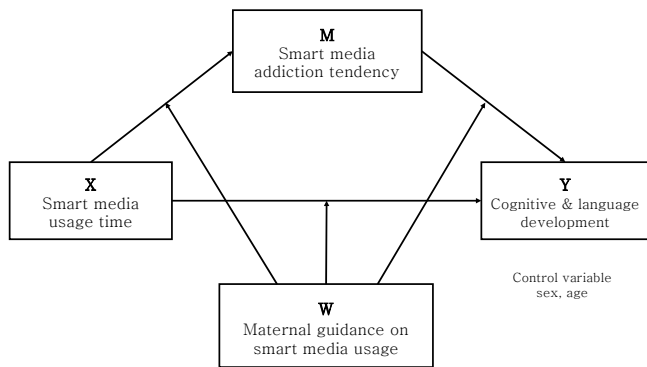 M
Smart media
addiction tendency
X
Smart media
usage time
Y
Cognitive & language
development
Control variable
sex, age
W
Maternal guidance on
smart media usage